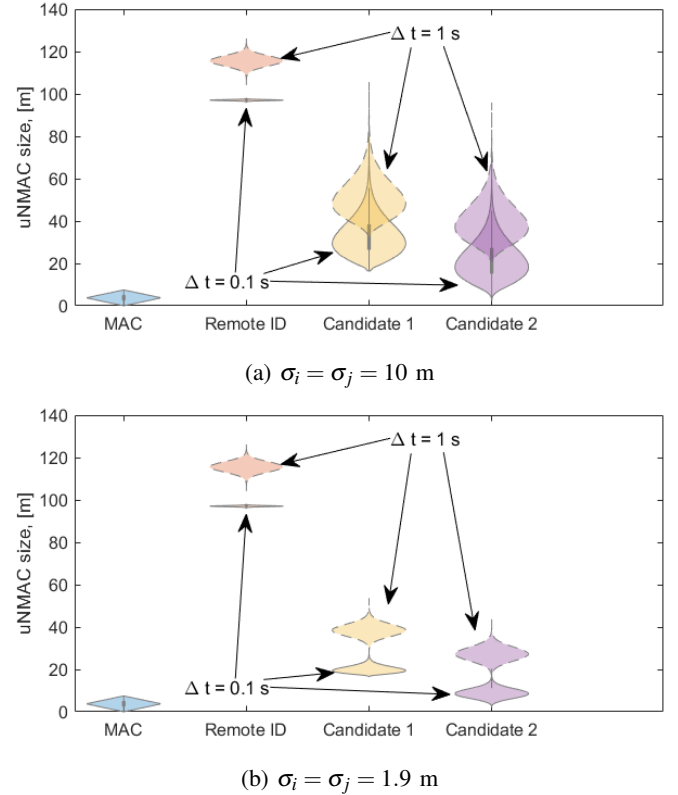 140
120
100
80
60
40
20
0
uNMAC size, [m]
Δ t = 1 s
Δ t = 0.1 s
MAC Remote ID Candidate 1 Candidate 2
(a) σi = σj = 10 m
140
120
100
80
60
40
20
0
uNMAC size, [m]
Δ t = 1 s
Δ t = 0.1 s
MAC Remote ID Candidate 1 Candidate 2
(b) σi = σj = 1.9 m